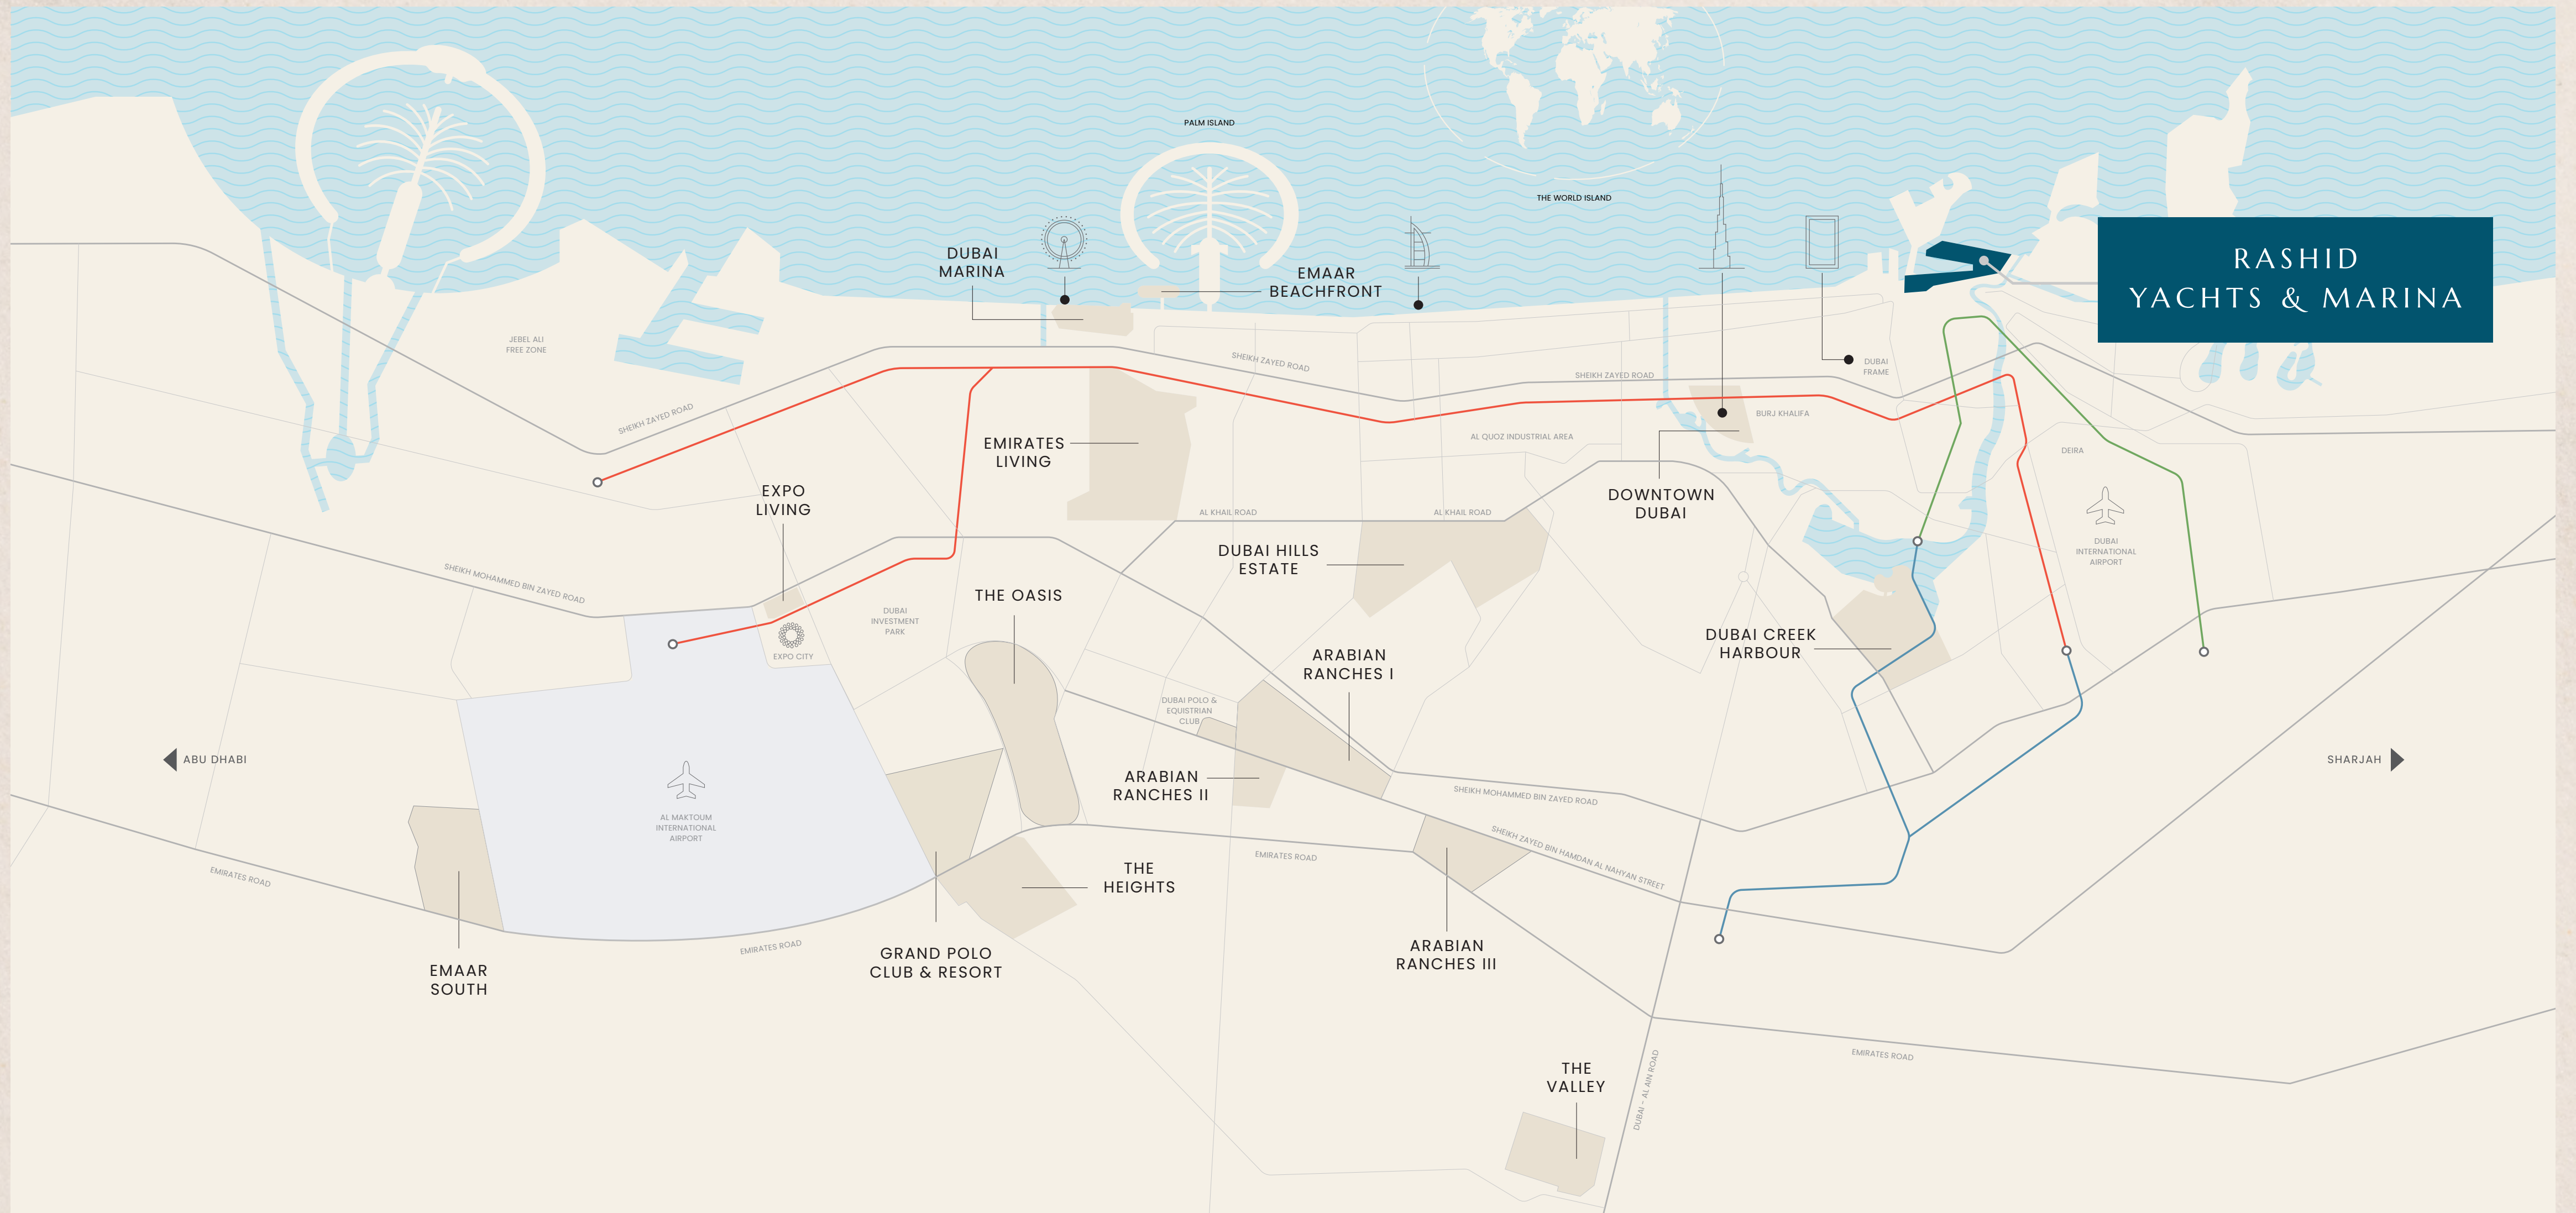 PALM ISLAND
THE WORLD ISLAND
RASHID
YACHTS & MARINA
DUBAI
MARINA
EMAAR
BEACHFRONT
JEBEL ALI
FREE ZONE
SHEIKH ZAYED ROAD
SHEIKH ZAYED ROAD
SHEIKH ZAYED ROAD
DUBAI
FRAME
BURJ KHALIFA
AL QUOZ INDUSTRIAL AREA
EMIRATES
LIVING
DEIRA
EXPO
LIVING
DOWNTOWN
DUBAI
AL KHAIL ROAD
AL KHAIL ROAD
DUBAI HILLS
ESTATE
DUBAI
INTERNATIONAL
AIRPORT
SHEIKH MOHAMMED BIN ZAYED ROAD
THE OASIS
DUBAI
INVESTMENT
PARK
EXPO CITY
DUBAI CREEK
HARBOUR
ARABIAN
RANCHES I
DUBAI POLO &
EQUISTRIAN
CLUB
ABU DHABI
SHARJAH
ARABIAN
RANCHES II
SHEIKH MOHAMMED BIN ZAYED ROAD
AL MAKTOUM
INTERNATIONAL
AIRPORT
SHEIKH ZAYED BIN HAMDAN AL NAHYAN STREET
EMIRATES ROAD
EMIRATES ROAD
THE
HEIGHTS
EMIRATES ROAD
GRAND POLO
CLUB & RESORT
ARABIAN
RANCHES III
EMAAR
SOUTH
EMIRATES ROAD
THE
VALLEY
DUBAI - AL AIN ROAD